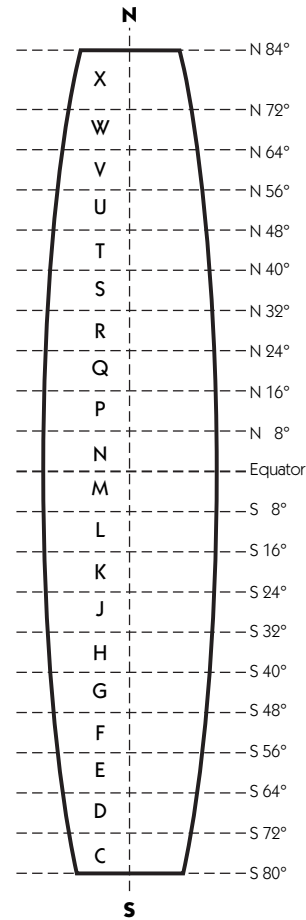 N
N 84°
X
N 72°
W
N 64°
V
N 56°
U
N 48°
T
N 40°
S
N 32°
R
N 24°
Q
N 16°
P
N 8°
N
Equator
M
S 8°
L
S 16°
K
S 24°
J
S 32°
H
S 40°
G
S 48°
F
S 56°
E
S 64°
D
S 72°
C
S 80°
S